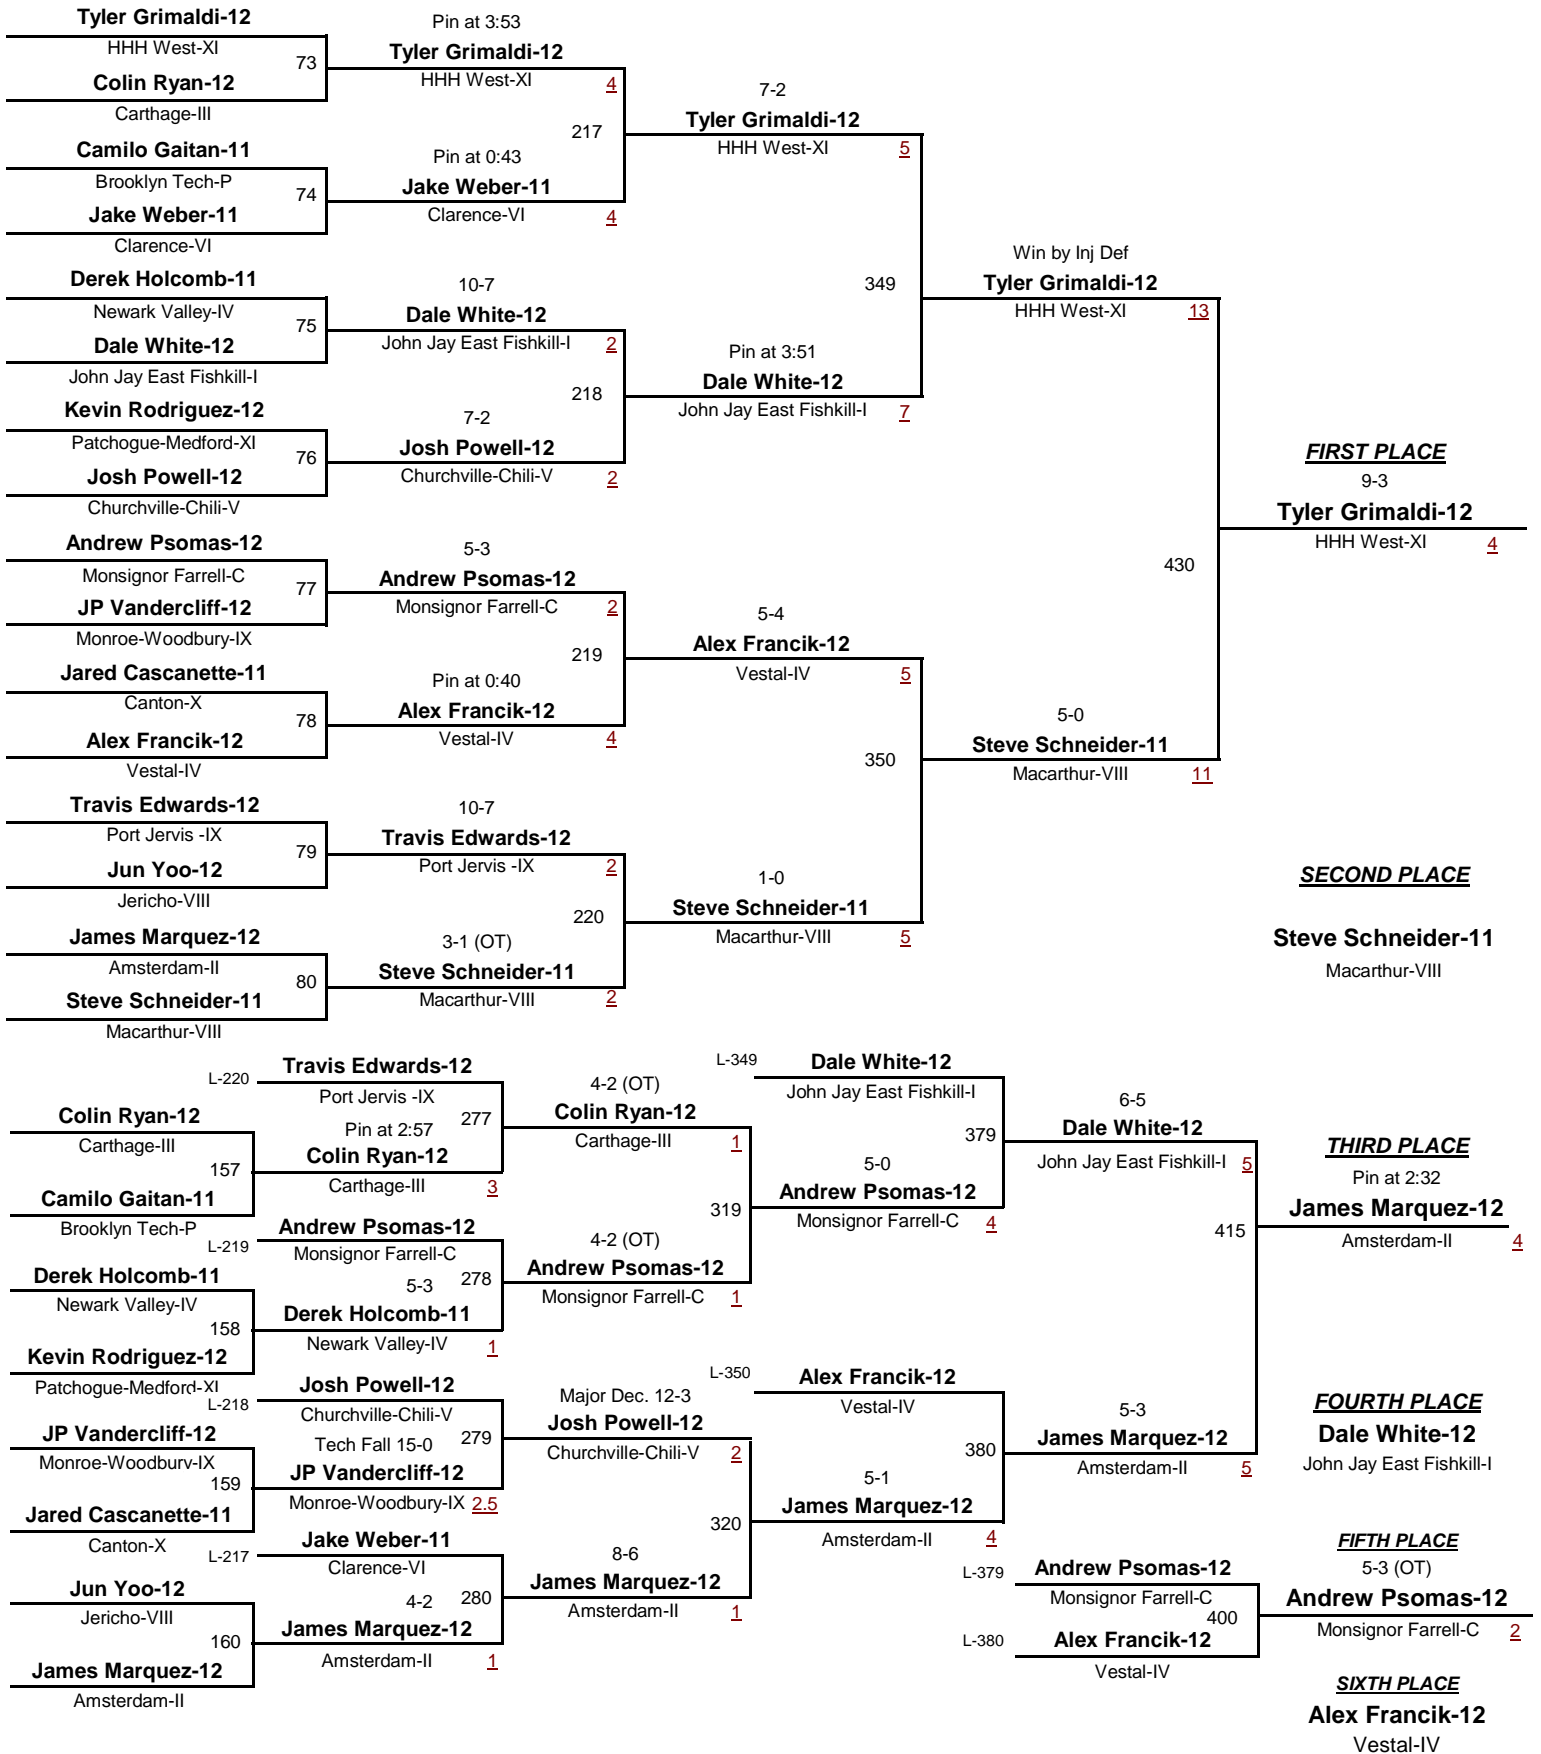 Tyler Grimaldi-12
HHH West-XI
73
Colin Ryan-12
Carthage-III
Camilo Gaitan-11
Brooklyn Tech-P
74
Jake Weber-11
Clarence-VI
Derek Holcomb-11
Newark Valley-IV
75
Dale White-12
John Jay East Fishkill-I
Kevin Rodriguez-12
Patchogue-Medford-XI
76
Josh Powell-12
Churchville-Chili-V
Andrew Psomas-12
Monsignor Farrell-C
77
JP Vandercliff-12
Monroe-Woodbury-IX
Jared Cascanette-11
Canton-X
78
Alex Francik-12
Vestal-IV
Travis Edwards-12
Port Jervis -IX
79
Jun Yoo-12
Jericho-VIII
James Marquez-12
Amsterdam-II
80
Steve Schneider-11
Macarthur-VIII
Pin at 3:53
Tyler Grimaldi-12
HHH West-XI 4
217
Pin at 0:43
Jake Weber-11
Clarence-VI 4
10-7
Dale White-12
John Jay East Fishkill-I 2
218
7-2
Josh Powell-12
Churchville-Chili-V 2
5-3
Andrew Psomas-12
Monsignor Farrell-C 2
219
Pin at 0:40
Alex Francik-12
Vestal-IV 4
10-7
Travis Edwards-12
Port Jervis -IX 2
220
3-1 (OT)
Steve Schneider-11
Macarthur-VIII 2
7-2
Tyler Grimaldi-12
HHH West-XI 5
349
Pin at 3:51
Dale White-12
John Jay East Fishkill-I 7
5-4
Alex Francik-12
Vestal-IV 5
350
1-0
Steve Schneider-11
Macarthur-VIII 5
Win by Inj Def
Tyler Grimaldi-12
HHH West-XI 13
430
5-0
Steve Schneider-11
Macarthur-VIII 11
FIRST PLACE
9-3
Tyler Grimaldi-12
HHH West-XI 4
SECOND PLACE
Steve Schneider-11
Macarthur-VIII
Colin Ryan-12
Carthage-III
157
Camilo Gaitan-11
Brooklyn Tech-P
Derek Holcomb-11
Newark Valley-IV
158
Kevin Rodriguez-12
Patchogue-Medford-XI
JP Vandercliff-12
Monroe-Woodbury-IX
159
Jared Cascanette-11
Canton-X
Jun Yoo-12
Jericho-VIII
160
James Marquez-12
Amsterdam-II
L-220
Travis Edwards-12
Port Jervis -IX
277
Pin at 2:57
Colin Ryan-12
Carthage-III 3
L-219
Andrew Psomas-12
Monsignor Farrell-C
278
5-3
Derek Holcomb-11
Newark Valley-IV 1
L-218
Josh Powell-12
Churchville-Chili-V
279
Tech Fall 15-0
JP Vandercliff-12
Monroe-Woodbury-IX 2.5
L-217
Jake Weber-11
Clarence-VI
280
4-2
James Marquez-12
Amsterdam-II 1
4-2 (OT)
Colin Ryan-12
Carthage-III 1
319
4-2 (OT)
Andrew Psomas-12
Monsignor Farrell-C 1
Major Dec. 12-3
Josh Powell-12
Churchville-Chili-V 2
320
8-6
James Marquez-12
Amsterdam-II 1
L-349
Dale White-12
John Jay East Fishkill-I
379
5-0
Andrew Psomas-12
Monsignor Farrell-C 4
L-350
Alex Francik-12
Vestal-IV
380
5-1
James Marquez-12
Amsterdam-II 4
6-5
Dale White-12
John Jay East Fishkill-I 5
415
5-3
James Marquez-12
Amsterdam-II 5
THIRD PLACE
Pin at 2:32
James Marquez-12
Amsterdam-II 4
FOURTH PLACE
Dale White-12
John Jay East Fishkill-I
L-379
Andrew Psomas-12
Monsignor Farrell-C
400
L-380
Alex Francik-12
Vestal-IV
FIFTH PLACE
5-3 (OT)
Andrew Psomas-12
Monsignor Farrell-C 2
SIXTH PLACE
Alex Francik-12
Vestal-IV